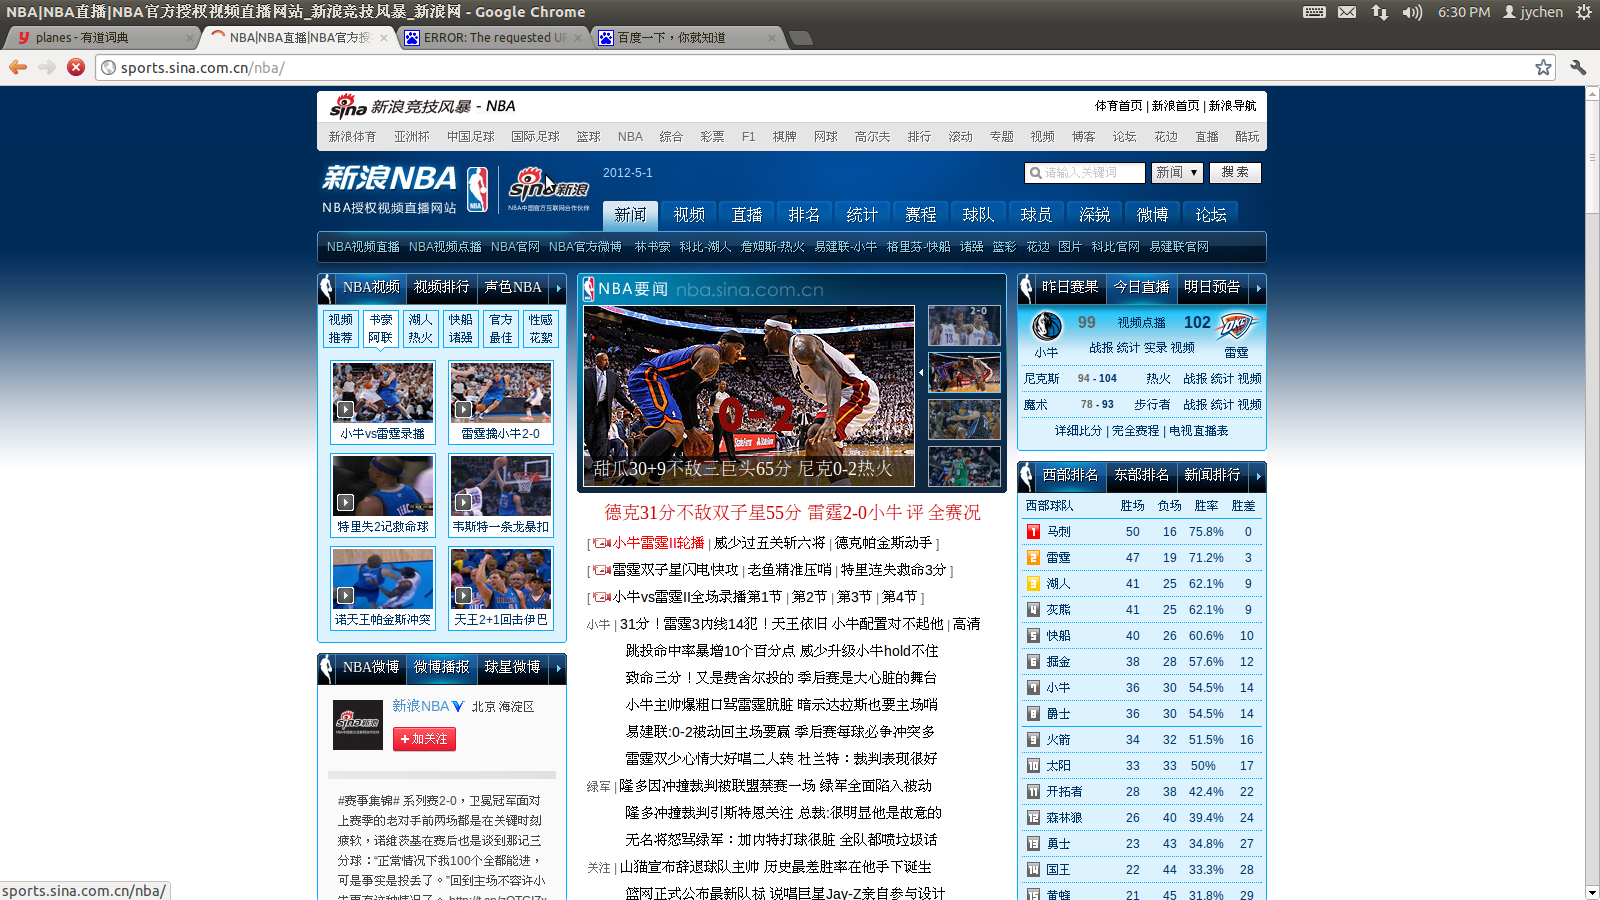 NBA|NBA直播|NBA官方授权视频直播网站_新浪竞技风暴_新浪网 - Google Chrome
6:30 PM jychen
planes - 有道词典
NBA|NBA直播|NBA官方授
ERROR: The requested UR
百度一下，你就知道
sports.sina.com.cn/nba/
sina 新浪竞技风暴 - NBA
体育首页 | 新浪首页 | 新浪导航
新浪体育 亚洲杯 中国足球 国际足球 篮球 NBA 综合 彩票 F1 棋牌 网球 高尔夫 排行 滚动 专题 视频 博客 论坛 花边 直播 酷玩
新浪NBA
NBA授权视频直播网站
sina新浪
NBA中国官方互联网合作伙伴
2012-5-1
请输入关键词 新闻 搜 索
新闻 视频 直播 排名 统计 赛程 球队 球员 深锐 微博 论坛
NBA视频直播 NBA视频点播 NBA官网 NBA官方微博 林书豪 科比-湖人 詹姆斯-热火 易建联-小牛 格里芬-快船 诸强 篮彩 花边 图片 科比官网 易建联官网
NBA视频 视频排行 声色NBA
视频推荐 书豪阿联 湖人热火 快船诸强 官方最佳 性感花絮
小牛vs雷霆录播 雷霆擒小牛2-0
特里失2记救命球 韦斯特一条龙暴扣
诺天王帕金斯冲突 天王2+1回击伊巴
NBA微博 微博播报 球星微博
新浪NBA 北京 海淀区
+ 加关注
#赛事集锦# 系列赛2-0，卫冕冠军面对
上赛季的老对手前两场都是在关键时刻
疲软，诺维茨基在赛后也是谈到那记三
分球：“正常情况下我100个全都能进，
可是事实是投丢了。”回到主场不容许小
NBA要闻 nba.sina.com.cn
0-2
StateFarm
甜瓜30+9不敌三巨头65分 尼克0-2热火
2-0
德克31分不敌双子星55分 雷霆2-0小牛 评 全赛况
[ 小牛雷霆II轮播 | 威少过五关斩六将 | 德克帕金斯动手 ]
[ 雷霆双子星闪电快攻 | 老鱼精准压哨 | 特里连失救命3分 ]
[ 小牛vs雷霆II全场录播第1节 | 第2节 | 第3节 | 第4节 ]
小牛 | 31分！雷霆3内线14犯！天王依旧 小牛配置对不起他 | 高清
跳投命中率暴增10个百分点 威少升级小牛hold不住
致命三分！又是费舍尔投的 季后赛是大心脏的舞台
小牛主帅爆粗口骂雷霆肮脏 暗示达拉斯也要主场哨
易建联:0-2被动回主场要赢 季后赛每球必争冲突多
雷霆双少心情大好唱二人转 杜兰特：裁判表现很好
绿军 | 隆多因冲撞裁判被联盟禁赛一场 绿军全面陷入被动
隆多冲撞裁判引斯特恩关注 总裁:很明显他是故意的
无名将怒骂绿军：加内特打球很脏 全队都喷垃圾话
关注 | 山猫宣布辞退球队主帅 历史最差胜率在他手下诞生
篮网正式公布最新队标 说唱巨星Jay-Z亲自参与设计
昨日赛果 今日直播 明日预告
99 视频点播 102
小牛 战报 统计 实录 视频 雷霆
尼克斯 94 - 104 热火 战报 统计 视频
魔术 78 - 93 步行者 战报 统计 视频
详细比分 | 完全赛程 | 电视直播表
西部排名 东部排名 新闻排行
西部球队 胜场 负场 胜率 胜差
1 马刺 50 16 75.8% 0
2 雷霆 47 19 71.2% 3
3 湖人 41 25 62.1% 9
4 灰熊 41 25 62.1% 9
5 快船 40 26 60.6% 10
6 掘金 38 28 57.6% 12
7 小牛 36 30 54.5% 14
8 爵士 36 30 54.5% 14
9 火箭 34 32 51.5% 16
10 太阳 33 33 50% 17
11 开拓者 28 38 42.4% 22
12 森林狼 26 40 39.4% 24
13 勇士 23 43 34.8% 27
14 国王 22 44 33.3% 28
15 黄蜂 21 45 31.8% 29
sports.sina.com.cn/nba/